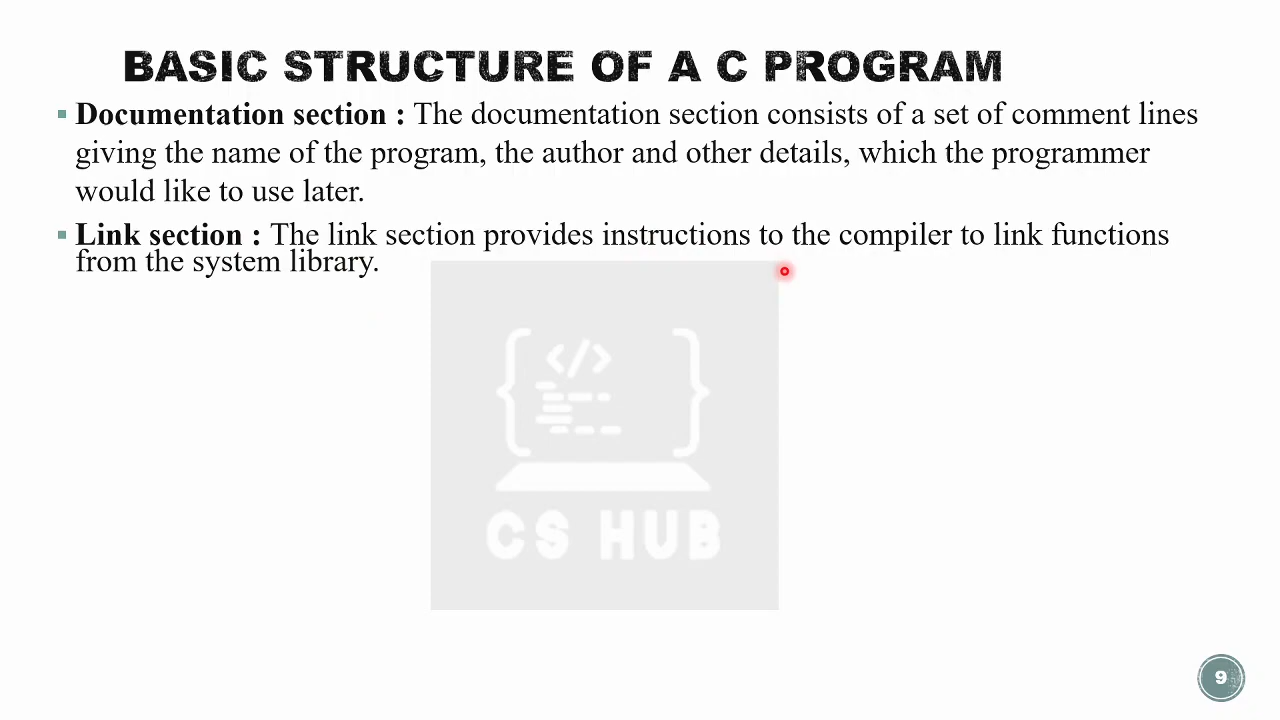 BASIC STRUCTURE OF A C PROGRAM
Documentation section : The documentation section consists of a set of comment lines
giving the name of the program, the author and other details, which the programmer
would like to use later.
Link section : The link section provides instructions to the compiler to link functions
from the system library.
</>
CS HUB
9